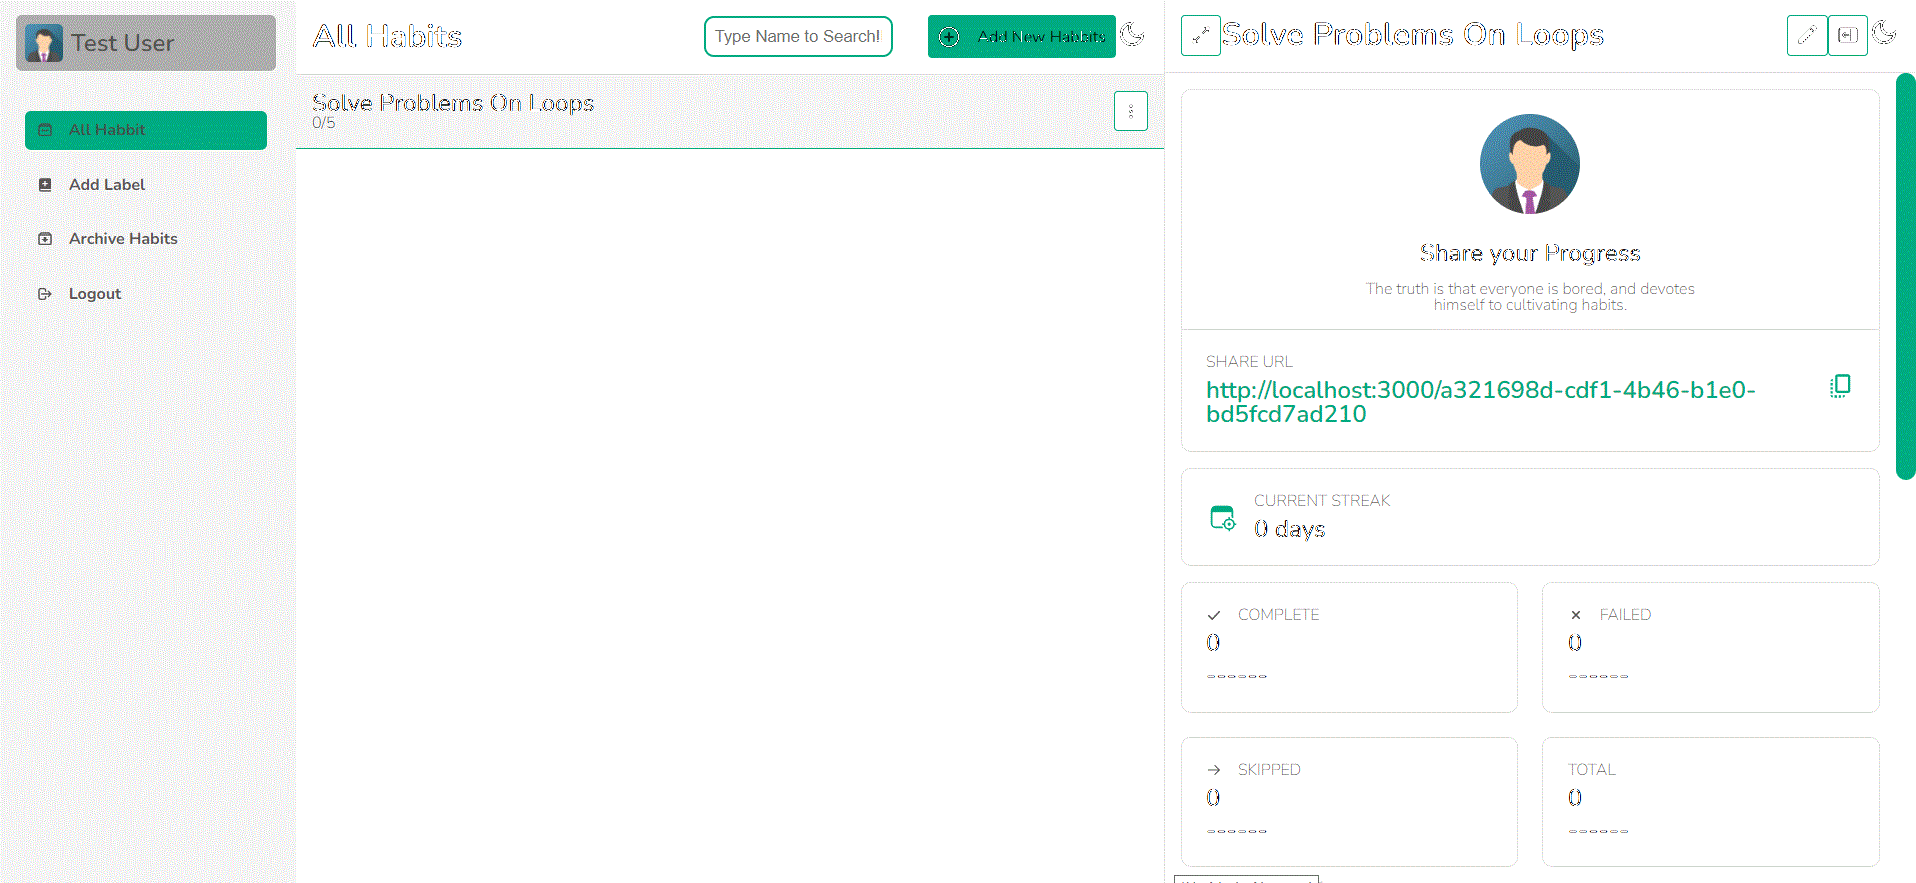 Test User
All Habbit
Add Label
Archive Habits
Logout
All Habits
Type Name to Search!
Add New Habbits
Solve Problems On Loops
0/5
Solve Problems On Loops
Share your Progress
The truth is that everyone is bored, and devotes
himself to cultivating habits.
SHARE URL
http://localhost:3000/a321698d-cdf1-4b46-b1e0-
bd5fcd7ad210
CURRENT STREAK
0 days
COMPLETE
0
------
FAILED
0
------
SKIPPED
0
------
TOTAL
0
------